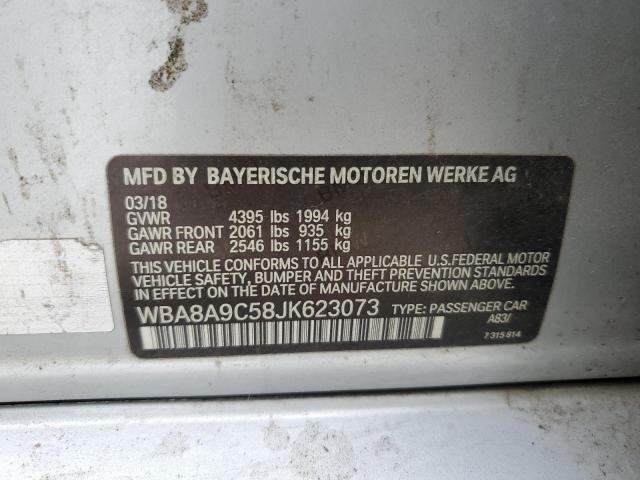 MFD BY BAYERISCHE MOTOREN WERKE AG
03/18
GVWR 4395 lbs 1994 kg
GAWR FRONT 2061 lbs 935 kg
GAWR REAR 2546 lbs 1155 kg
THIS VEHICLE CONFORMS TO ALL APPLICABLE U.S.FEDERAL MOTOR
VEHICLE SAFETY, BUMPER AND THEFT PREVENTION STANDARDS
IN EFFECT ON THE DATE OF MANUFACTURE SHOWN ABOVE.
WBA8A9C58JK623073 TYPE: PASSENGER CAR
A83/
7 315 814